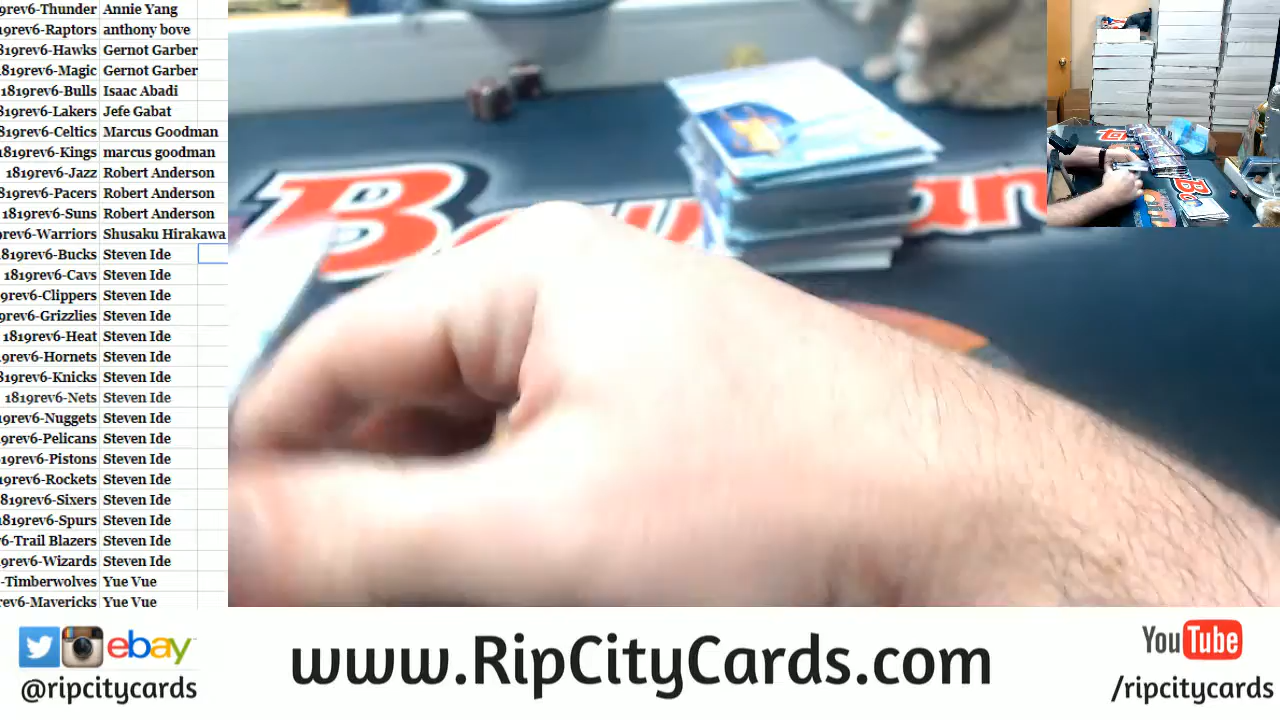 9rev6-Thunder Annie Yang
9rev6-Raptors anthony bove
9rev6-Hawks Gernot Garber
819rev6-Magic Gernot Garber
1819rev6-Bulls Isaac Abadi
819rev6-Lakers Jefe Gabat
819rev6-Celtics Marcus Goodman
819rev6-Kings marcus goodman
1819rev6-Jazz Robert Anderson
819rev6-Pacers Robert Anderson
819rev6-Suns Robert Anderson
rev6-Warriors Shusaku Hirakawa
819rev6-Bucks Steven Ide
819rev6-Cavs Steven Ide
9rev6-Clippers Steven Ide
9rev6-Grizzlies Steven Ide
1819rev6-Heat Steven Ide
19rev6-Hornets Steven Ide
819rev6-Knicks Steven Ide
1819rev6-Nets Steven Ide
19rev6-Nuggets Steven Ide
9rev6-Pelicans Steven Ide
19rev6-Pistons Steven Ide
9rev6-Rockets Steven Ide
819rev6-Sixers Steven Ide
819rev6-Spurs Steven Ide
6-Trail Blazers Steven Ide
9rev6-Wizards Steven Ide
-Timberwolves Yue Vue
rev6-Mavericks Yue Vue
ebay
@ripcitycards
www.RipCityCards.com
YouTube
/ripcitycards